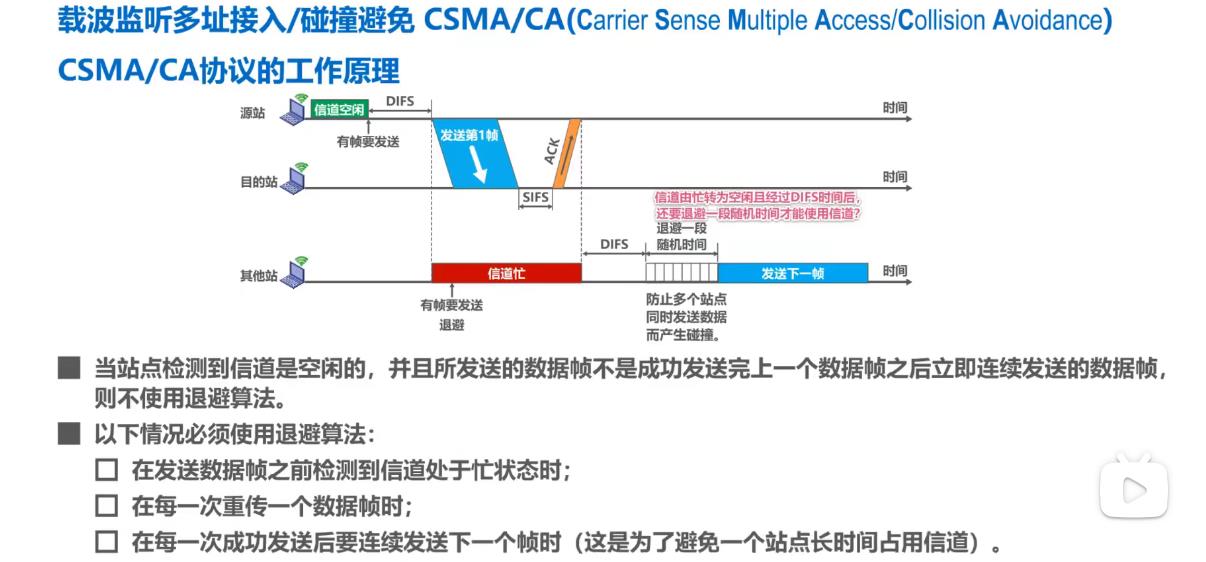 载波监听多址接入/碰撞避免 CSMA/CA(Carrier Sense Multiple Access/Collision Avoidance)
CSMA/CA协议的工作原理
源站
信道空闲
DIFS
时间
有帧要发送
发送第1帧
ACK
目的站
时间
SIFS
信道由忙转为空闲且经过DIFS时间后，
还要退避一段随机时间才能使用信道？
退避一段
随机时间
DIFS
其他站
信道忙
发送下一帧
时间
有帧要发送
退避
防止多个站点
同时发送数据
而产生碰撞。
当站点检测到信道是空闲的，并且所发送的数据帧不是成功发送完上一个数据帧之后立即连续发送的数据帧，
则不使用退避算法。
以下情况必须使用退避算法：
在发送数据帧之前检测到信道处于忙状态时；
在每一次重传一个数据帧时；
在每一次成功发送后要连续发送下一个帧时（这是为了避免一个站点长时间占用信道）。